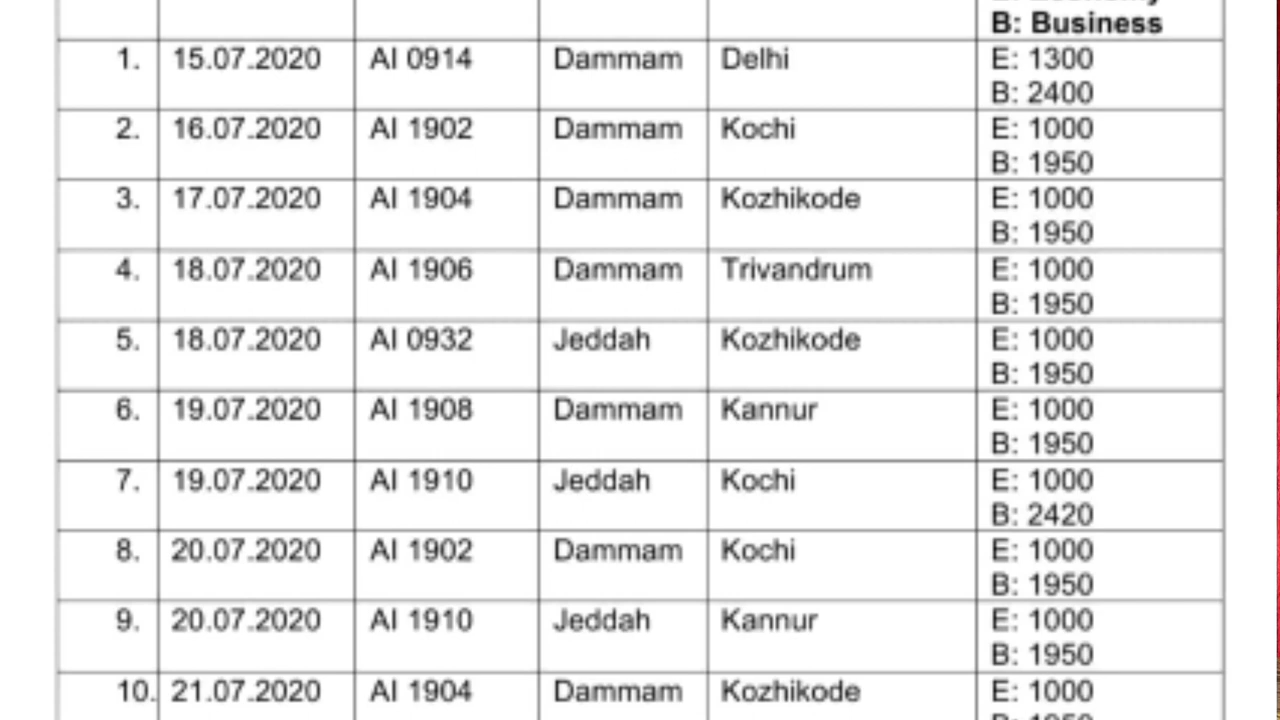 B: Business
1. 15.07.2020 AI 0914 Dammam Delhi E: 1300
B: 2400
2. 16.07.2020 AI 1902 Dammam Kochi E: 1000
B: 1950
3. 17.07.2020 AI 1904 Dammam Kozhikode E: 1000
B: 1950
4. 18.07.2020 AI 1906 Dammam Trivandrum E: 1000
B: 1950
5. 18.07.2020 AI 0932 Jeddah Kozhikode E: 1000
B: 1950
6. 19.07.2020 AI 1908 Dammam Kannur E: 1000
B: 1950
7. 19.07.2020 AI 1910 Jeddah Kochi E: 1000
B: 2420
8. 20.07.2020 AI 1902 Dammam Kochi E: 1000
B: 1950
9. 20.07.2020 AI 1910 Jeddah Kannur E: 1000
B: 1950
10. 21.07.2020 AI 1904 Dammam Kozhikode E: 1000